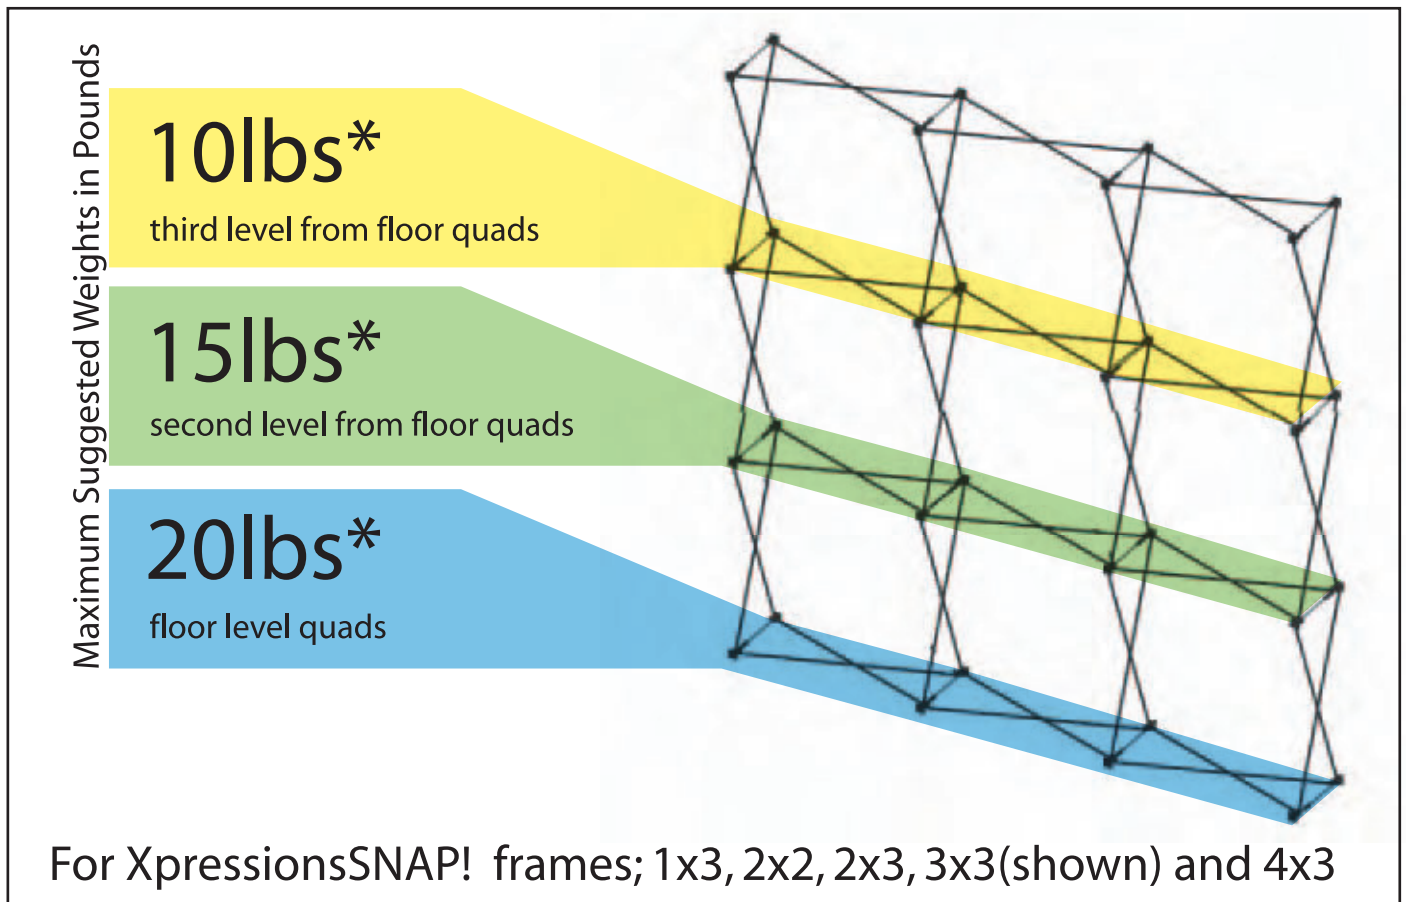 Maximum Suggested Weights in Pounds
10lbs*
third level from floor quads
15lbs*
second level from floor quads
20lbs*
floor level quads
For XpressionsSNAP! frames; 1x3, 2x2, 2x3, 3x3(shown) and 4x3